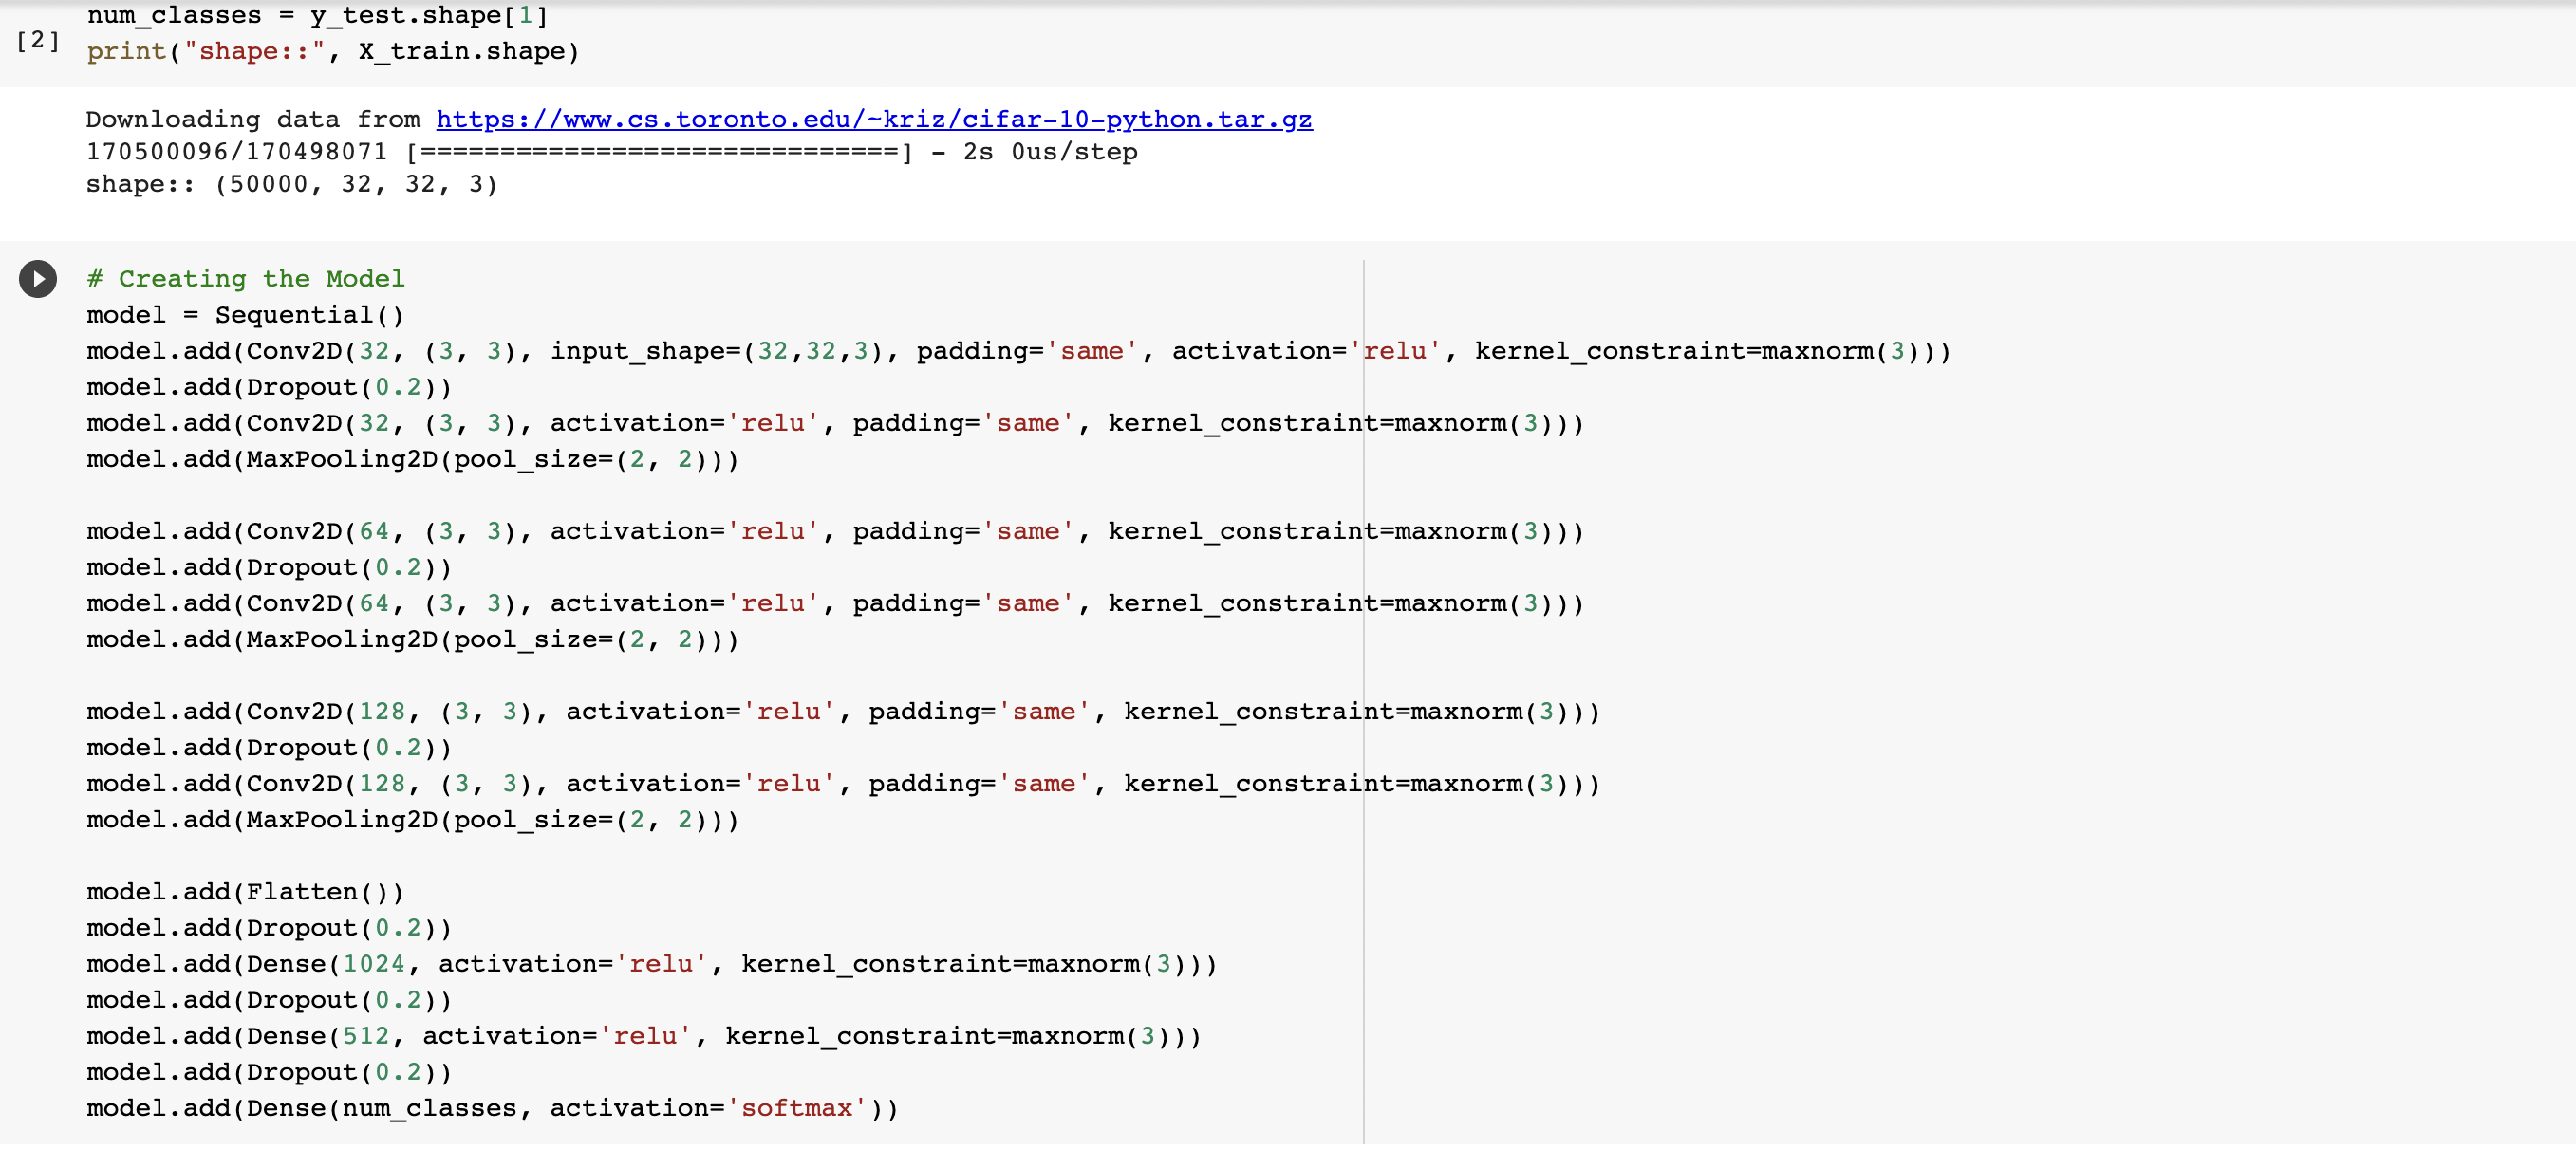 num_classes = y_test.shape[1]
[2]
print("shape::", X_train.shape)
Downloading data from https://www.cs.toronto.edu/~kriz/cifar-10-python.tar.gz
170500096/170498071 [==============================] - 2s 0us/step
shape:: (50000, 32, 32, 3)
# Creating the Model
model = Sequential()
model.add(Conv2D(32, (3, 3), input_shape=(32,32,3), padding='same', activation='relu', kernel_constraint=maxnorm(3)))
model.add(Dropout(0.2))
model.add(Conv2D(32, (3, 3), activation='relu', padding='same', kernel_constraint=maxnorm(3)))
model.add(MaxPooling2D(pool_size=(2, 2)))
model.add(Conv2D(64, (3, 3), activation='relu', padding='same', kernel_constraint=maxnorm(3)))
model.add(Dropout(0.2))
model.add(Conv2D(64, (3, 3), activation='relu', padding='same', kernel_constraint=maxnorm(3)))
model.add(MaxPooling2D(pool_size=(2, 2)))
model.add(Conv2D(128, (3, 3), activation='relu', padding='same', kernel_constraint=maxnorm(3)))
model.add(Dropout(0.2))
model.add(Conv2D(128, (3, 3), activation='relu', padding='same', kernel_constraint=maxnorm(3)))
model.add(MaxPooling2D(pool_size=(2, 2)))
model.add(Flatten())
model.add(Dropout(0.2))
model.add(Dense(1024, activation='relu', kernel_constraint=maxnorm(3)))
model.add(Dropout(0.2))
model.add(Dense(512, activation='relu', kernel_constraint=maxnorm(3)))
model.add(Dropout(0.2))
model.add(Dense(num_classes, activation='softmax'))